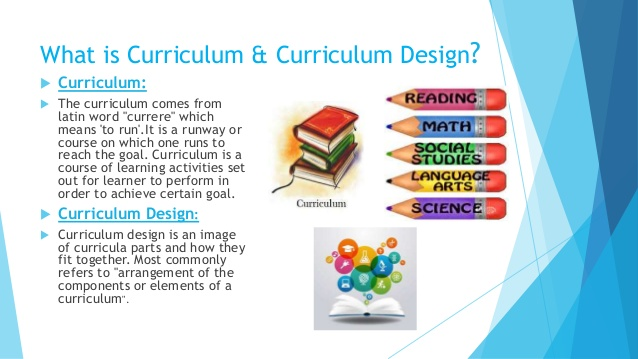 What is Curriculum & Curriculum Design?
Curriculum:
The curriculum comes from
latin word "currere" which
means 'to run'.It is a runway or
course on which one runs to
reach the goal. Curriculum is a
course of learning activities set
out for learner to perform in
order to achieve certain goal.
Curriculum Design:
Curriculum design is an image
of curricula parts and how they
fit together. Most commonly
refers to "arrangement of the
components or elements of a
curriculum".
Curriculum
READING
MATH
SOCIAL
STUDIES
LANGUAGE
ARTS
SCIENCE